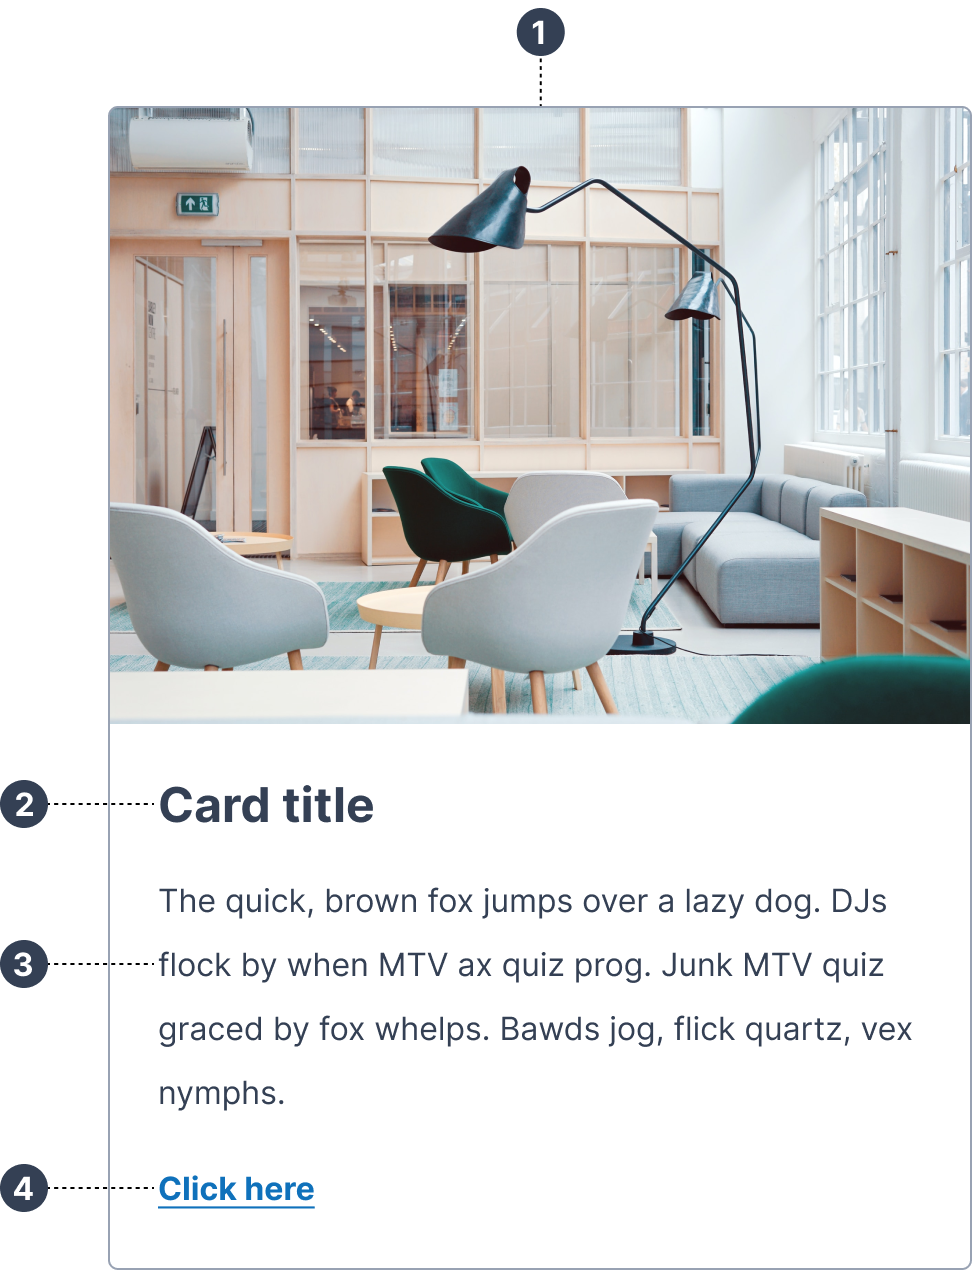 1
2
Card title
The quick, brown fox jumps over a lazy dog. DJs
3
flock by when MTV ax quiz prog. Junk MTV quiz
graced by fox whelps. Bawds jog, flick quartz, vex
nymphs.
4
Click here